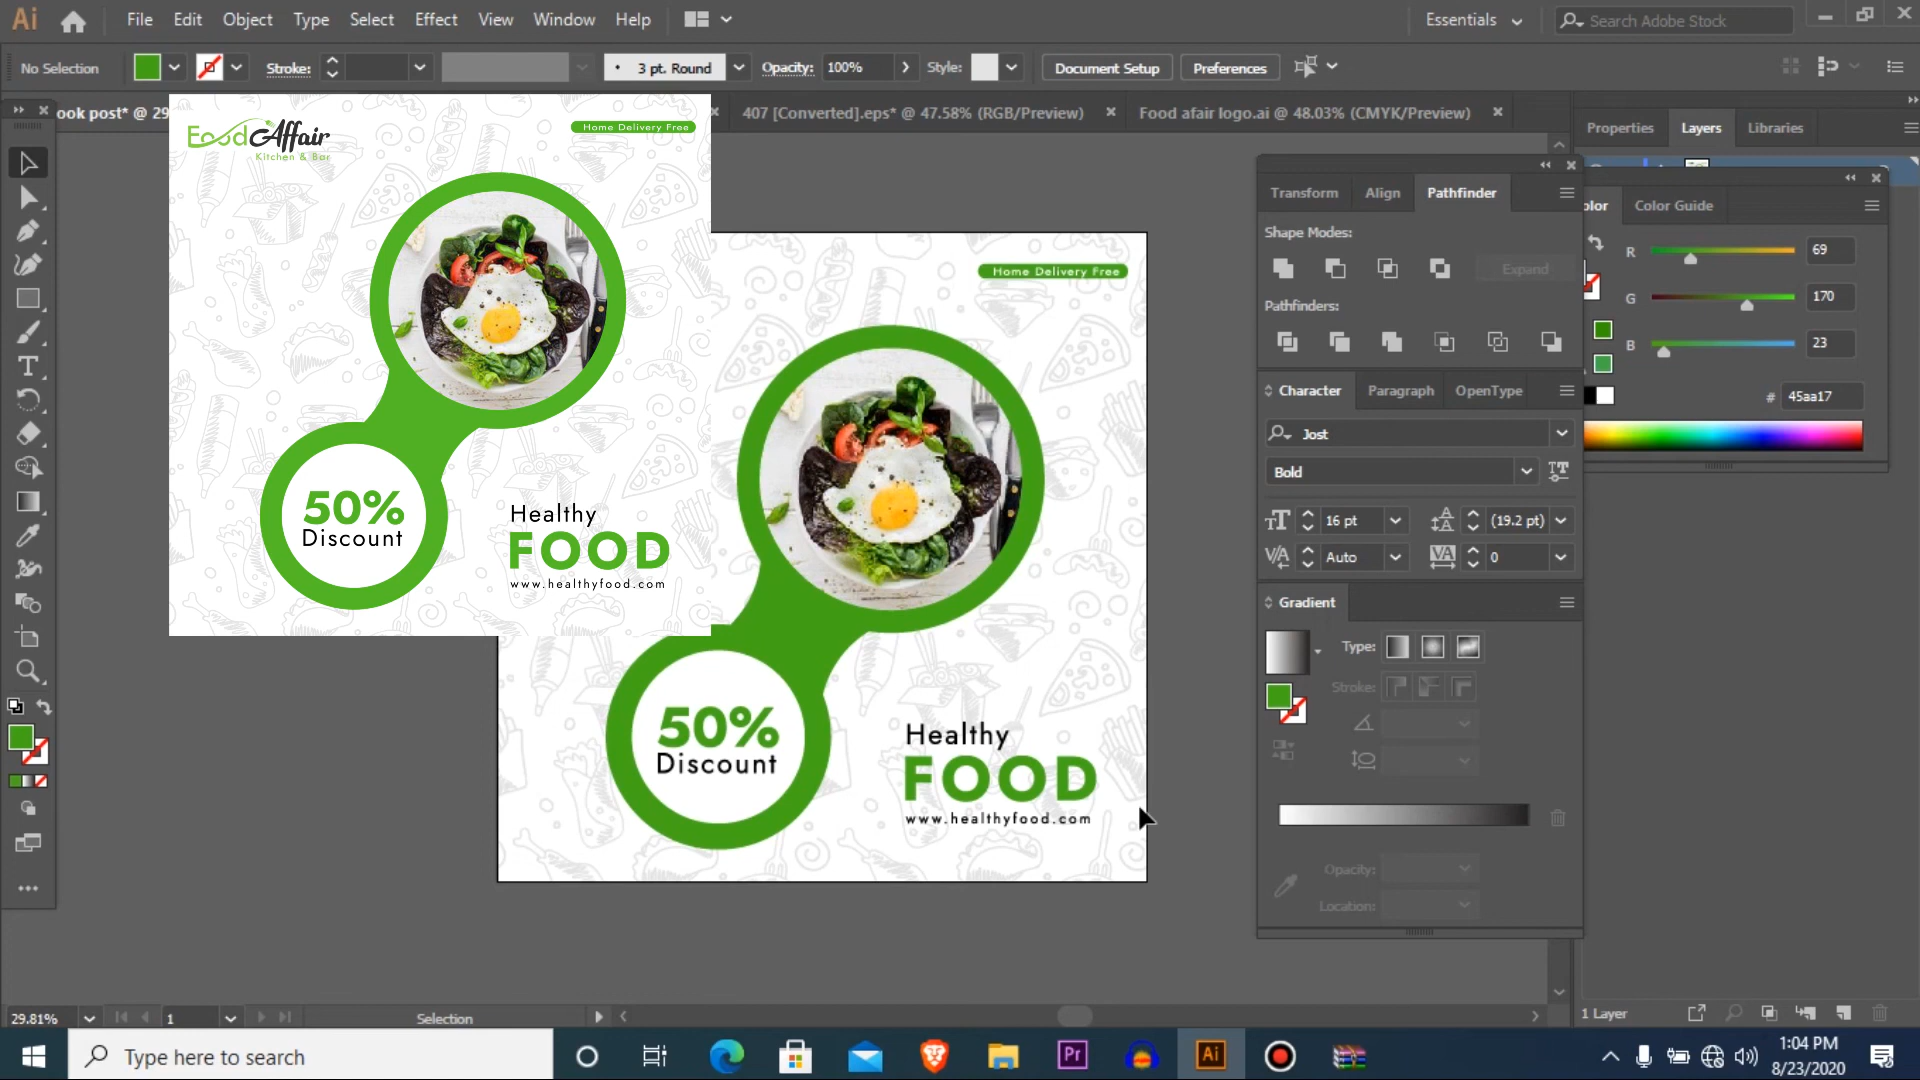 Ai File Edit Object Type Select Effect View Window Help Essentials Search Adobe Stock
No Selection Stroke: 3 pt. Round Opacity: 100% Style: Document Setup Preferences
ook post* @ 29
407 [Converted].eps* @ 47.58% (RGB/Preview)
Food afair logo.ai @ 48.03% (CMYK/Preview)
Properties Layers Libraries
Food Affair
Kitchen & Bar
Home Delivery Free
50%
Discount
Healthy
FOOD
www.healthyfood.com
Home Delivery Free
50%
Discount
Healthy
FOOD
www.healthyfood.com
Transform Align Pathfinder
Shape Modes:
Expand
Pathfinders:
Character Paragraph OpenType
Jost
Bold
16 pt (19.2 pt)
Auto 0
Gradient
Type:
Stroke:
Opacity:
Location:
olor Color Guide
R 69
G 170
B 23
# 45aa17
29.81% 1 Selection
1 Layer
Type here to search
Pr
Ai
1:04 PM
8/23/2020